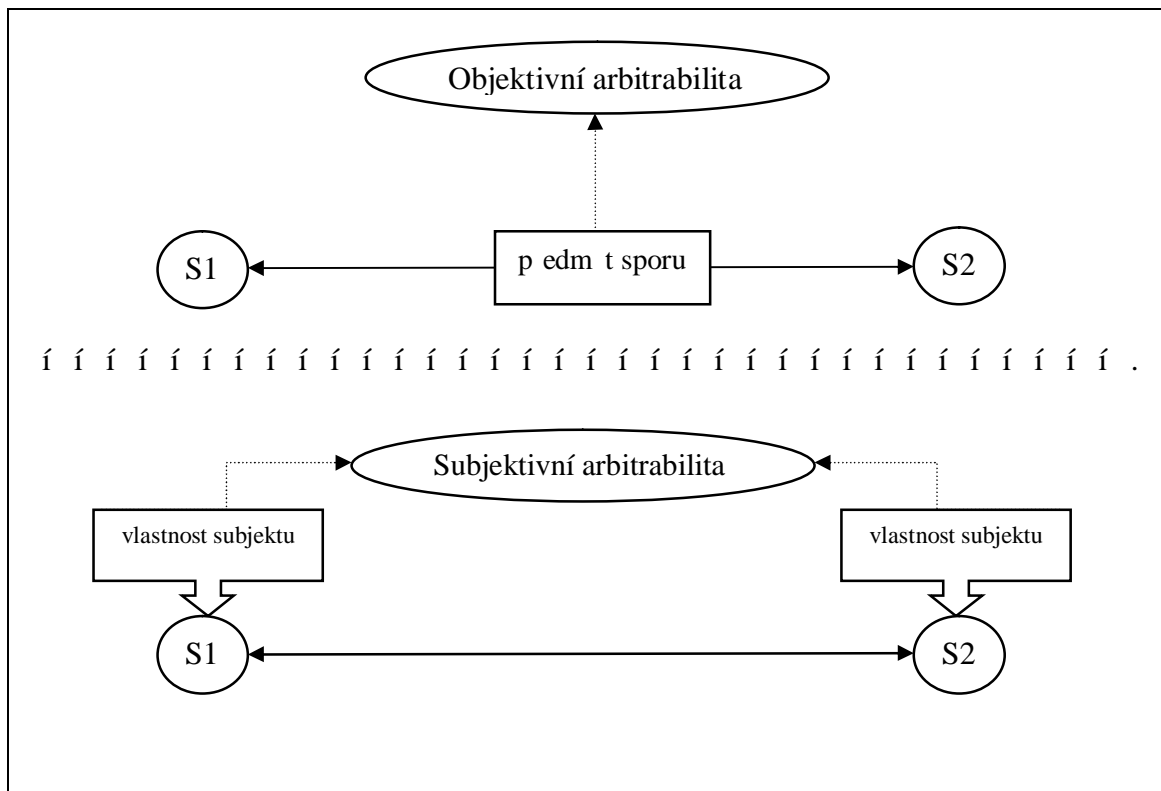 Objektivní arbitrabilita
S1
p edm t sporu
S2
í í í í í í í í í í í í í í í í í í í í í í í í í í í í í í í í í í .
Subjektivní arbitrabilita
vlastnost subjektu
vlastnost subjektu
S1
S2